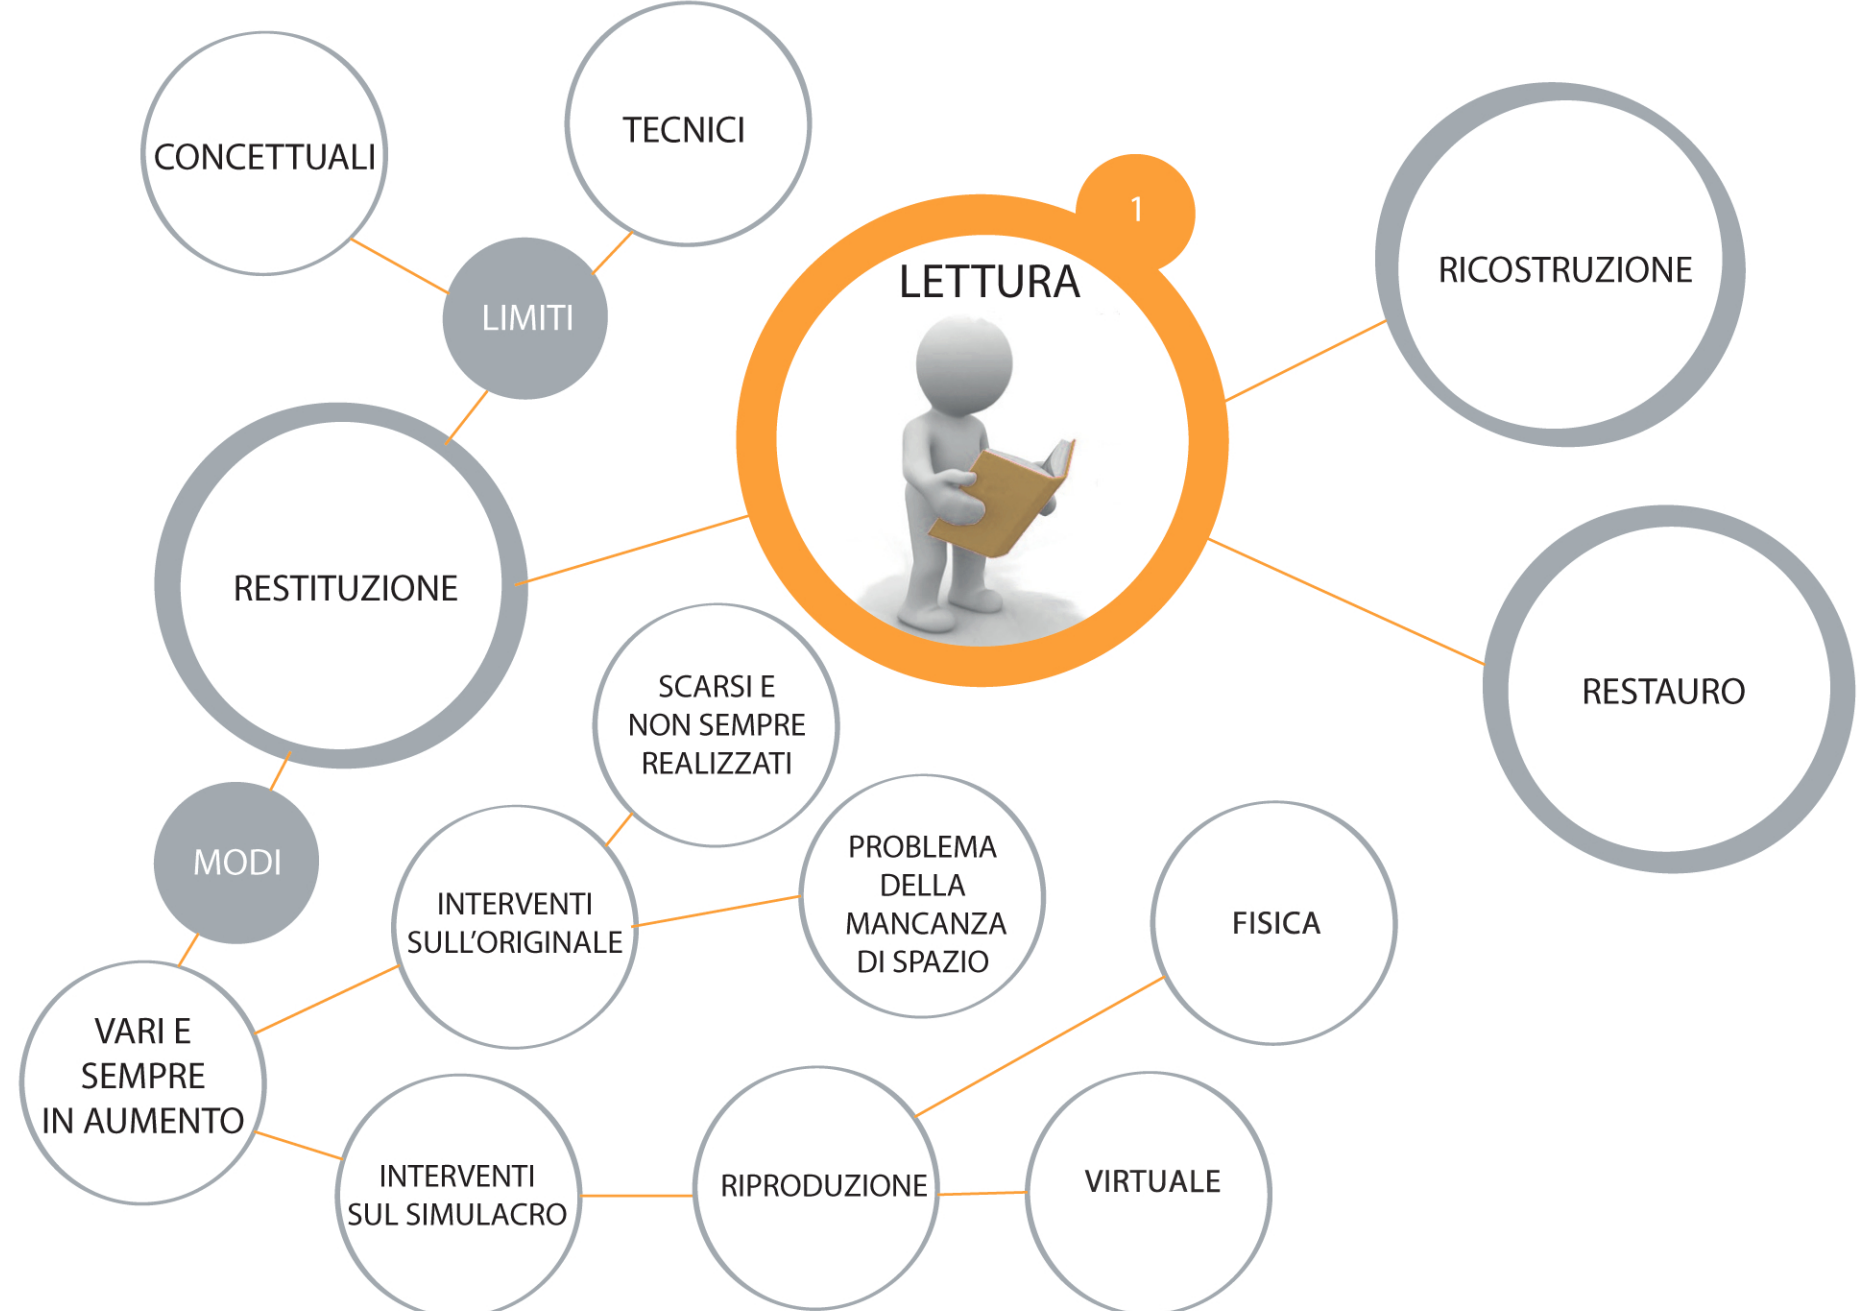 CONCETTUALI
TECNICI
LIMITI
1
LETTURA
RICOSTRUZIONE
RESTITUZIONE
RESTAURO
MODI
SCARSI E
NON SEMPRE
REALIZZATI
INTERVENTI
SULL'ORIGINALE
PROBLEMA
DELLA
MANCANZA
DI SPAZIO
FISICA
VARI E
SEMPRE
IN AUMENTO
INTERVENTI
SUL SIMULACRO
RIPRODUZIONE
VIRTUALE